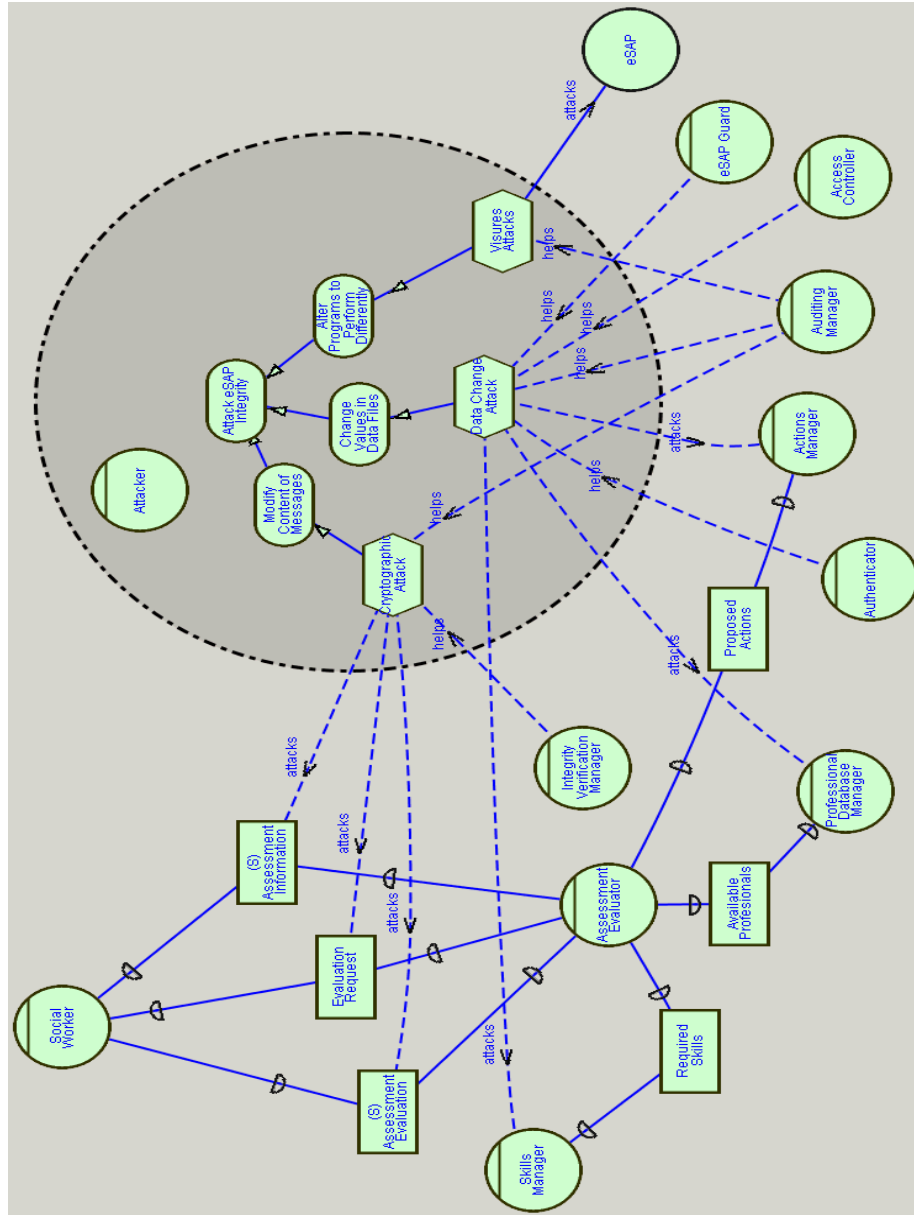 Social
Worker
Attacker
Attack eSAP
Integrity
(S)
Assessment
Information
Modify
Content of
Messages
attacks
Alter
Programs to
Perform
Differently
Evaluation
Request
attacks
Change
Values in
Data Files
(S)
Assessment
Evaluation
attacks
Cryptographic
Attack
helps
helps
Data Change
Attack
attacks
Visures
Attacks
Skills
Manager
helps
helps
attacks
Integrity
Verification
Manager
helps
helps
helps
Assessment
Evaluator
eSAP
attacks
attacks
Required
Skills
eSAP Guard
Available
Profesionals
Proposed
Actions
Actions
Manager
Auditing
Manager
Professional
Database
Manager
Access
Controller
Authenticator